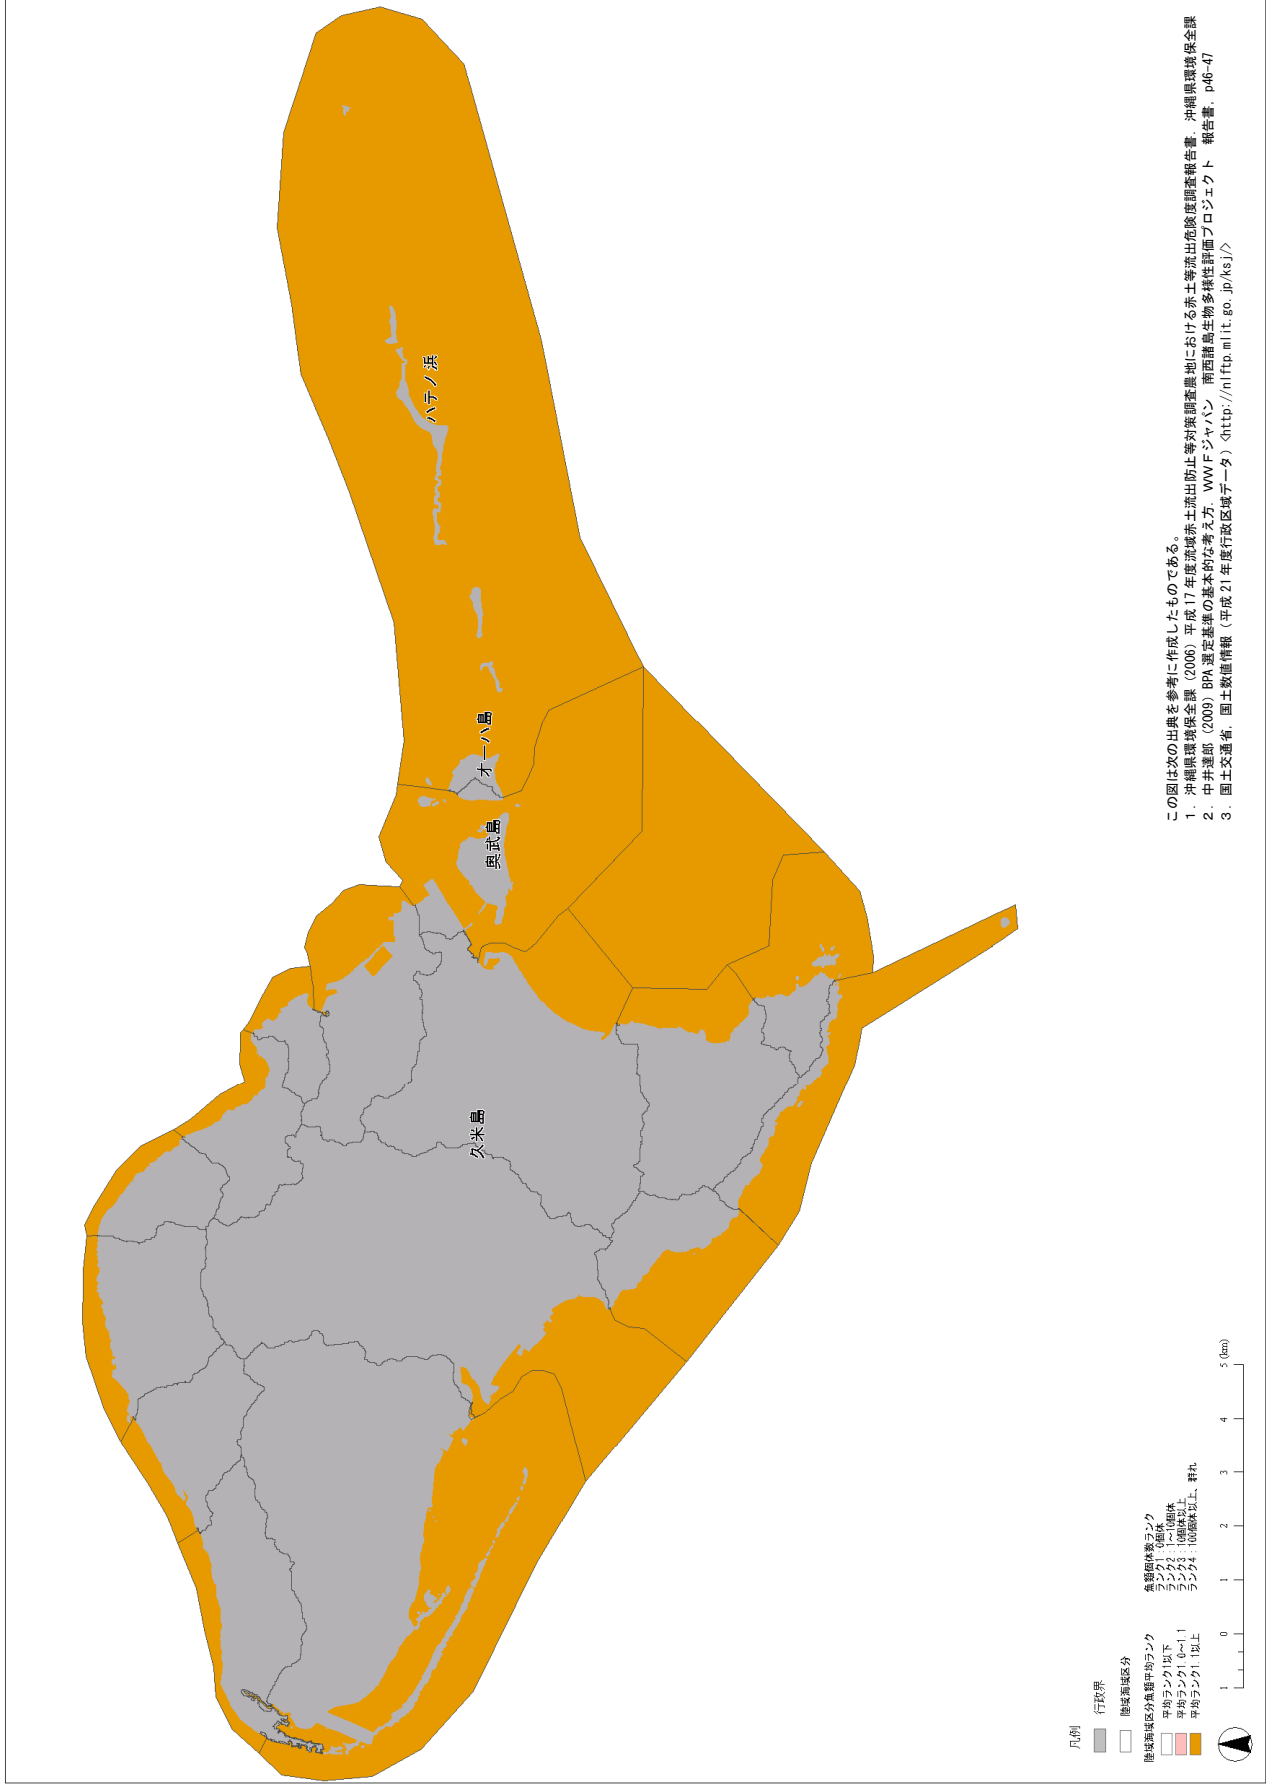 ハテノ浜
オーハ島
奥武島
久米島
この図は次の出典を参考に作成したものである。
1. 沖縄県環境保全課 (2006) 平成17年度流域赤土流出防止等対策調査農地における赤土等流出危険度調査報告書. 沖縄県環境保全課
2. 中井達郎 (2009) BPA 選定基準の基本的な考え方. WWFジャパン 南西諸島生物多様性評価プロジェクト 報告書, p46-47
3. 国土交通省, 国土数値情報 (平成21年度行政区域データ) <http://nlftp.mlit.go.jp/ksj/>
凡例
行政界
陸域海域区分
陸域海域区分魚類平均ランク
平均ランク1以下
平均ランク1.0~1.1
平均ランク1.1以上
魚類個体数ランク
ランク1:0個体
ランク2:1~10個体
ランク3:10個体以上
ランク4:100個体以上、群れ
1 0 1 2 3 4 5 (km)